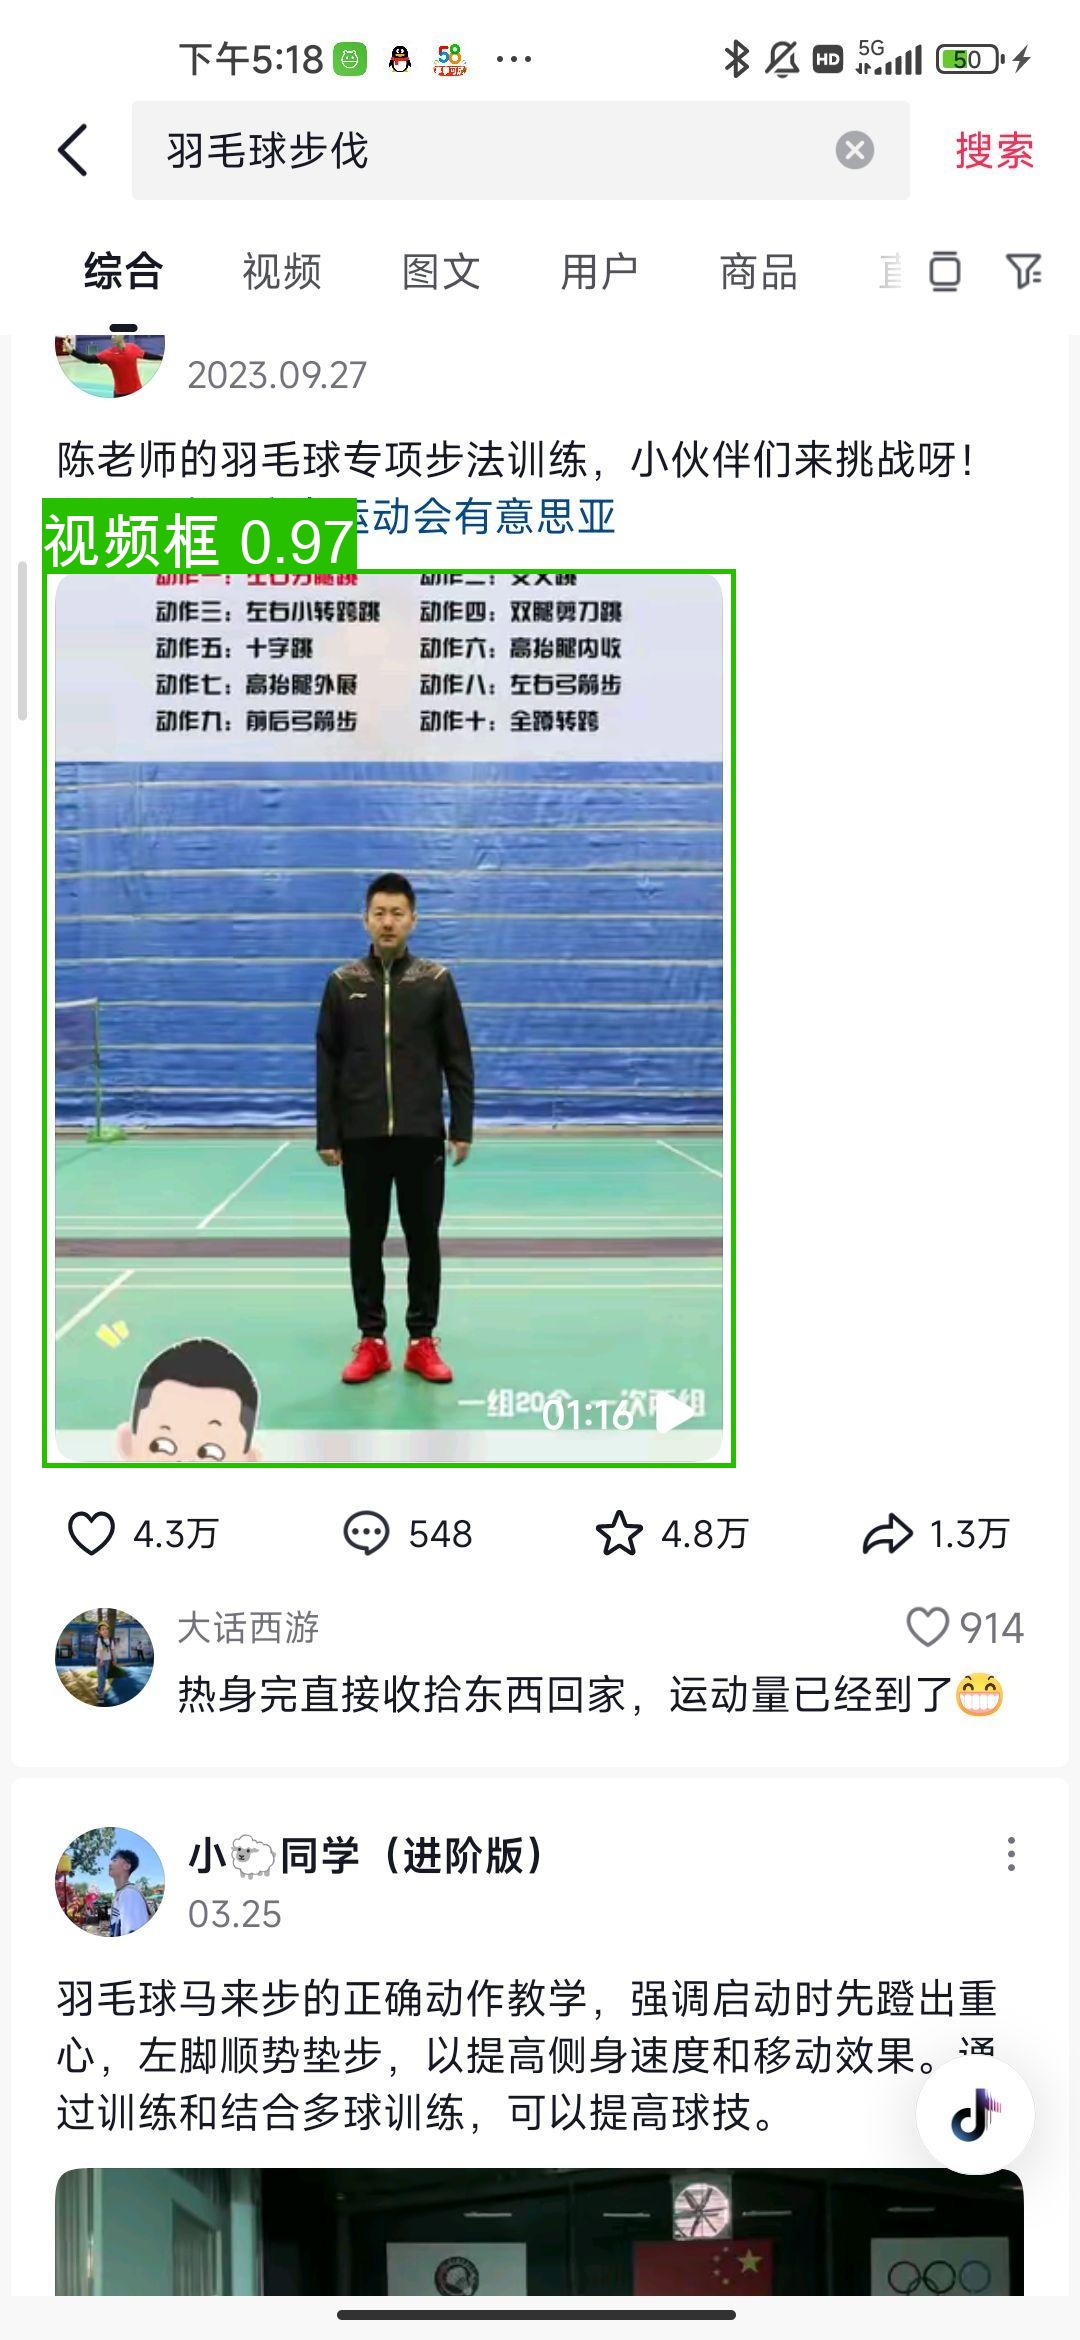 下午5:18
58
HD
5G
50
羽毛球步伐
搜索
综合 视频 图文 用户 商品
2023.09.27
陈老师的羽毛球专项步法训练，小伙伴们来挑战呀！
运动会有意思亚
视频框 0.97
动作一：左右分腿跳 动作二：交叉跳
动作三：左右小转跨跳 动作四：双腿剪刀跳
动作五：十字跳 动作六：高抬腿内收
动作七：高抬腿外展 动作八：左右弓箭步
动作九：前后弓箭步 动作十：全蹲转跨
一组20个 一次两组
01:16
4.3万 548 4.8万 1.3万
大话西游
914
热身完直接收拾东西回家，运动量已经到了😁
小🐑同学（进阶版）
03.25
羽毛球马来步的正确动作教学，强调启动时先蹬出重
心，左脚顺势垫步，以提高侧身速度和移动效果。通
过训练和结合多球训练，可以提高球技。